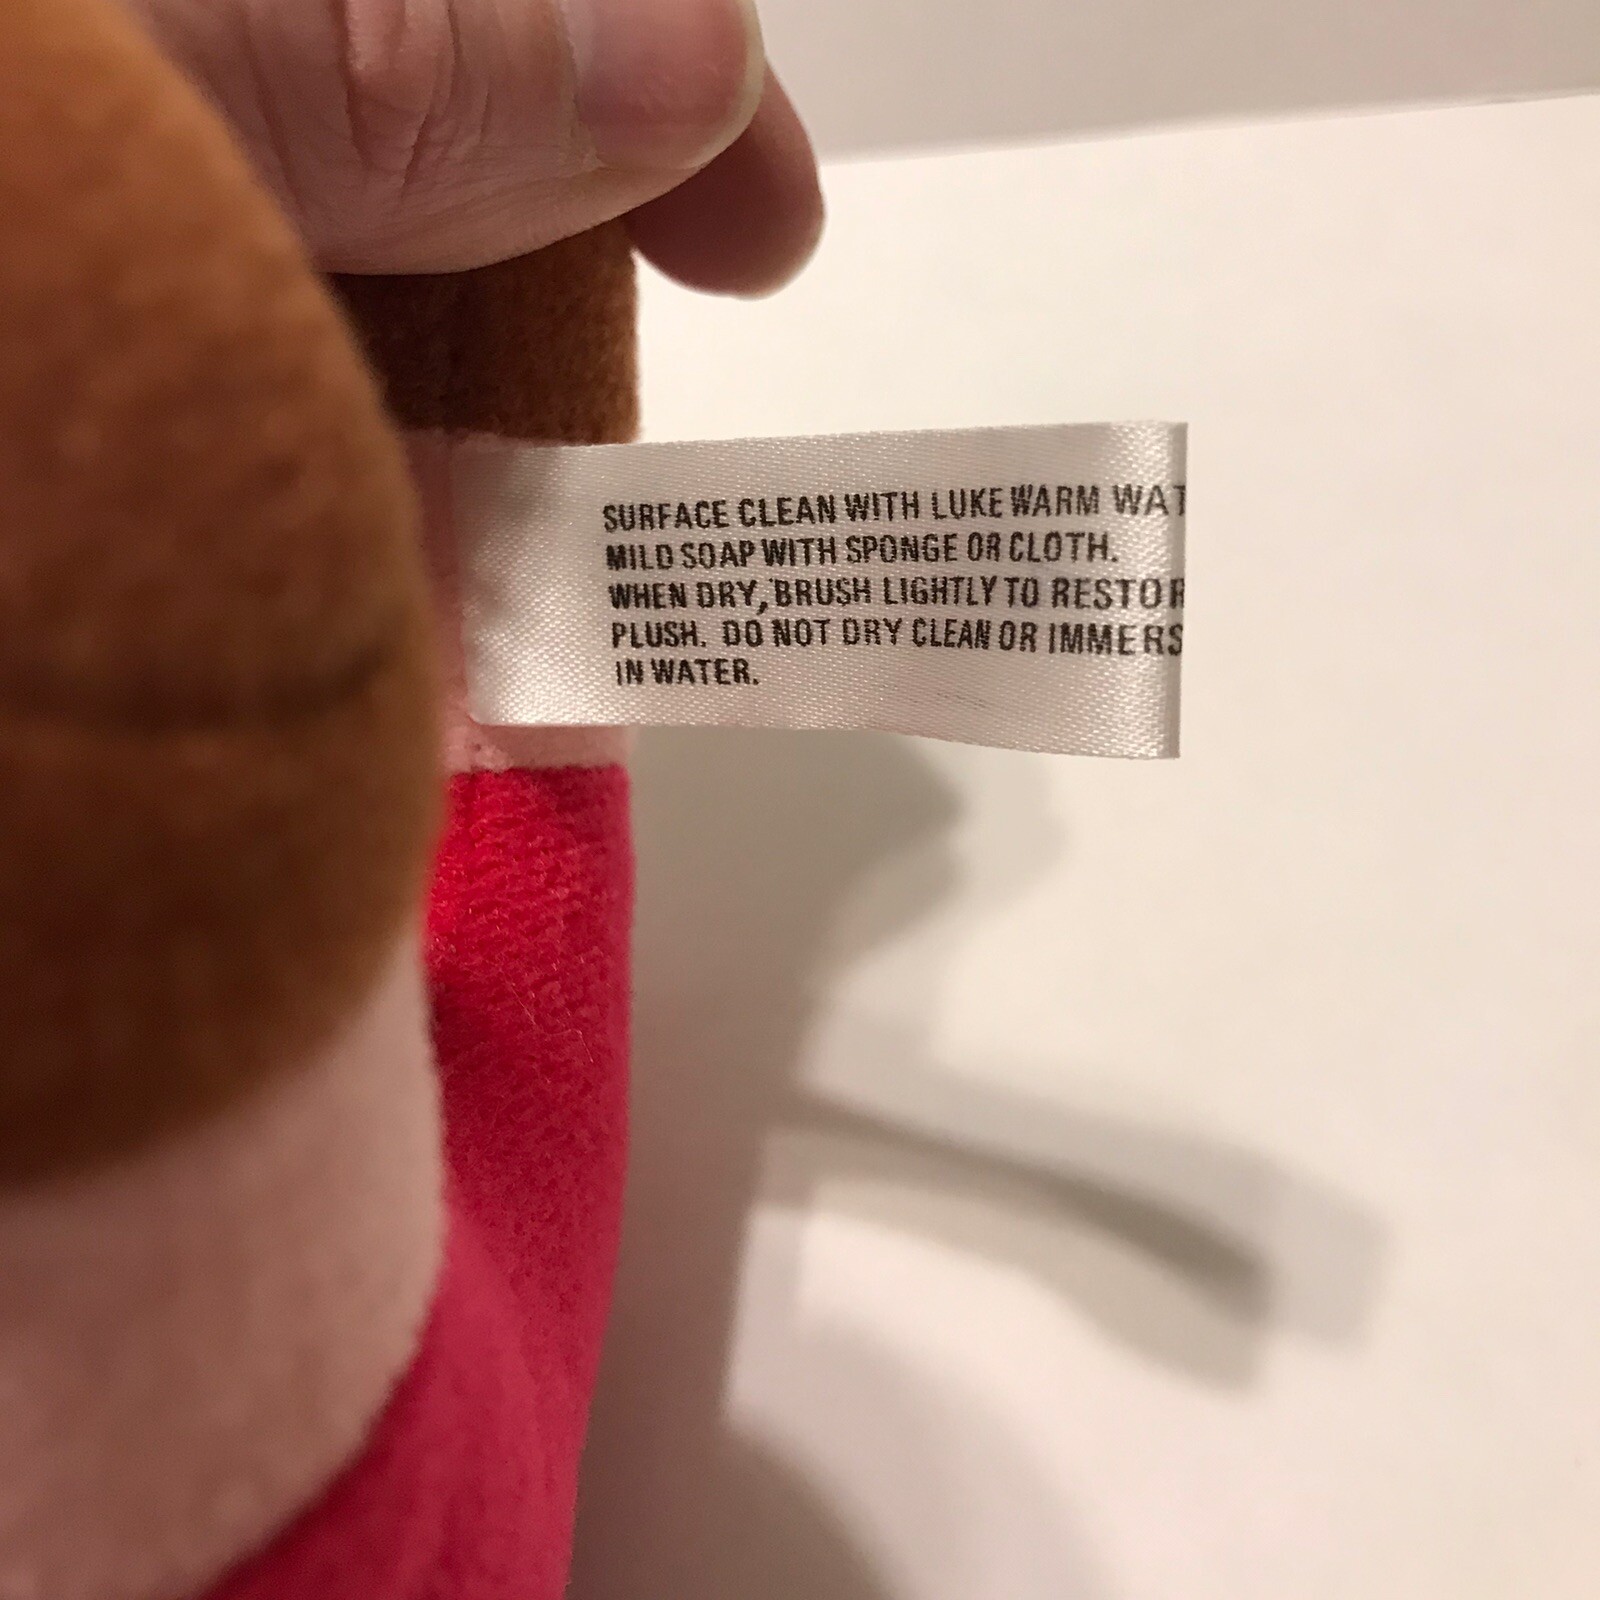 SURFACE CLEAN WITH LUKE WARM WAT
MILD SOAP WITH SPONGE OR CLOTH.
WHEN DRY, BRUSH LIGHTLY TO RESTOR
PLUSH. DO NOT DRY CLEAN OR IMMERS
IN WATER.